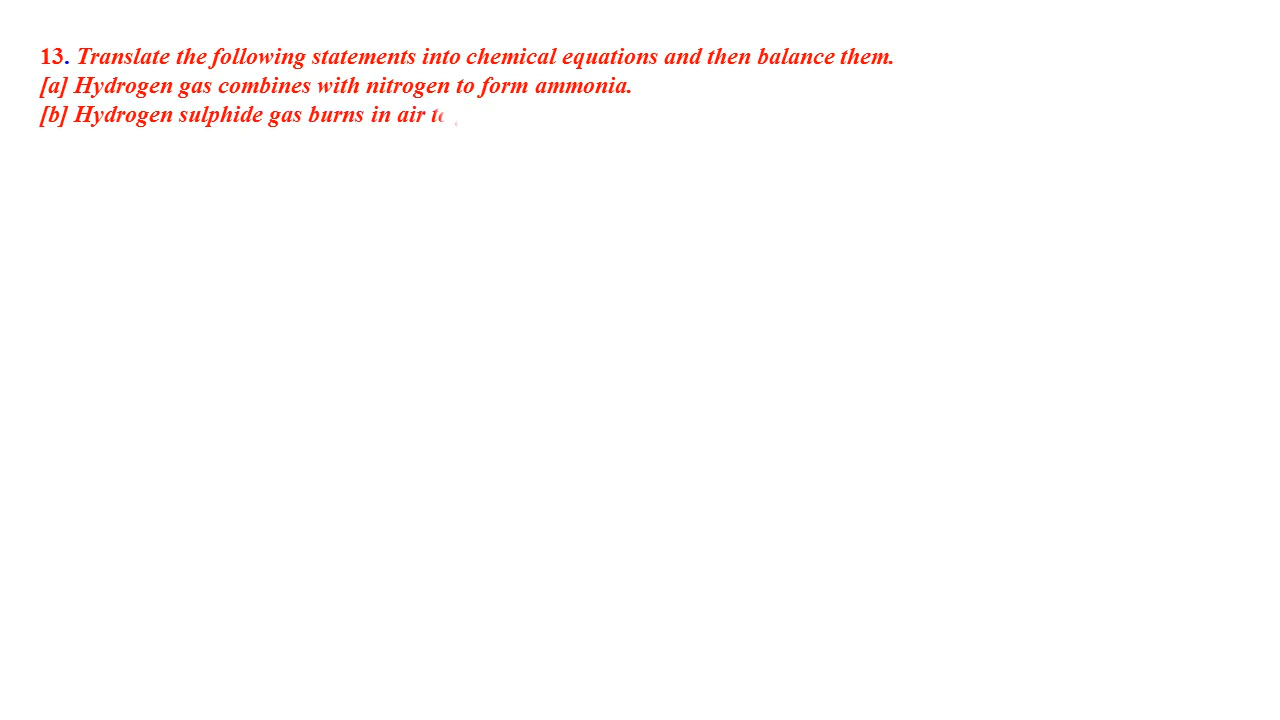 13. Translate the following statements into chemical equations and then balance them.
[a] Hydrogen gas combines with nitrogen to form ammonia.
[b] Hydrogen sulphide gas burns in air